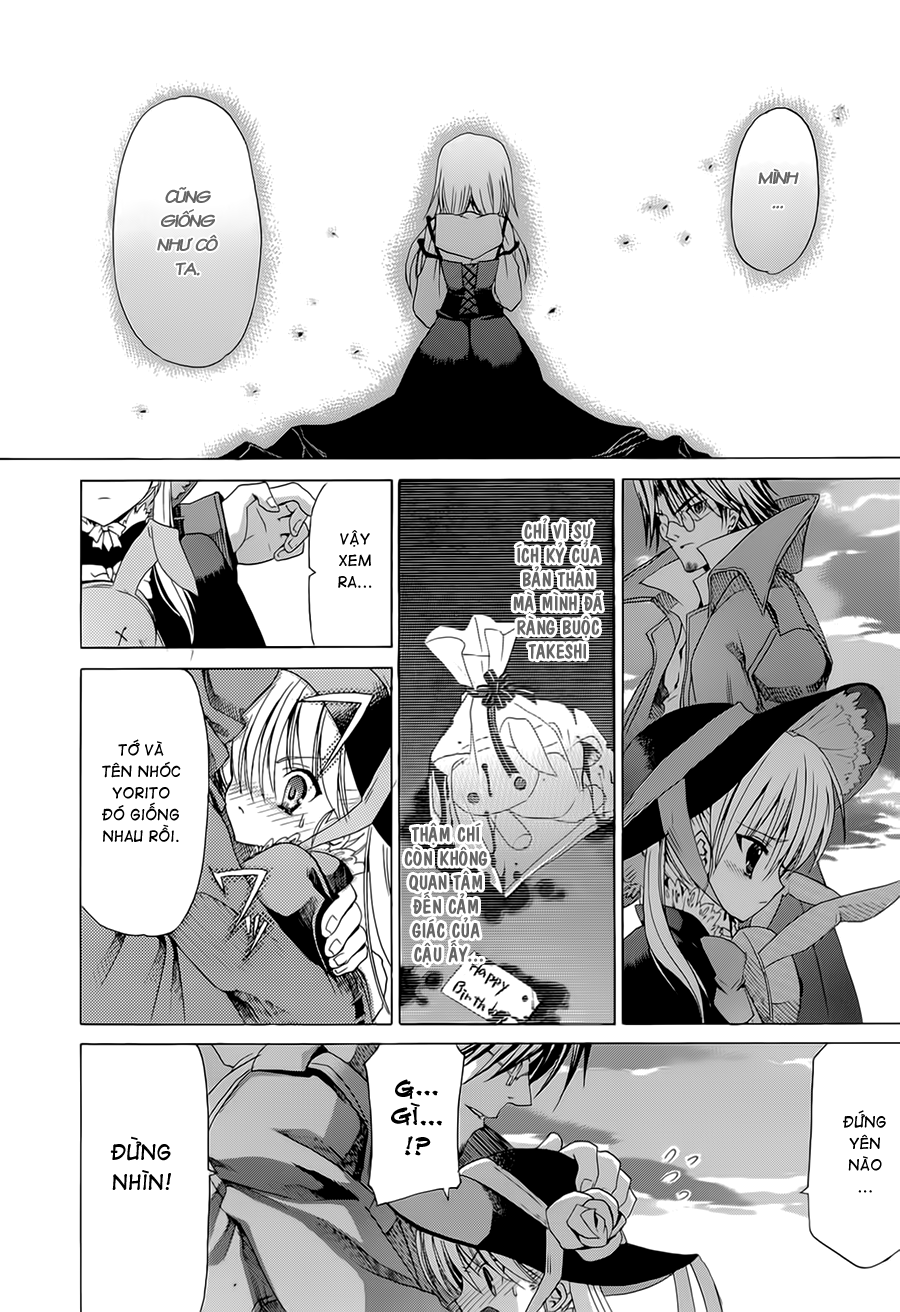 MÌNH
...
CŨNG
GIỐNG
NHƯ CÔ
TA.
CHỈ VÌ SỰ
ÍCH KỶ CỦA
BẢN THÂN
MÀ MÌNH ĐÃ
RÀNG BUỘC
TAKESHI
THẬM CHÍ
CÒN KHÔNG
QUAN TÂM
ĐẾN CẢM
GIÁC CỦA
CẬU ẤY...
Happy
VẬY
XEM
RA...
TỚ VÀ
TÊN NHÓC
YORITO
ĐÓ GIỐNG
NHAU RỒI.
ĐỨNG
YÊN
NÀO
...
G...
GÌ...
!?
ĐỪNG
NHÌN!